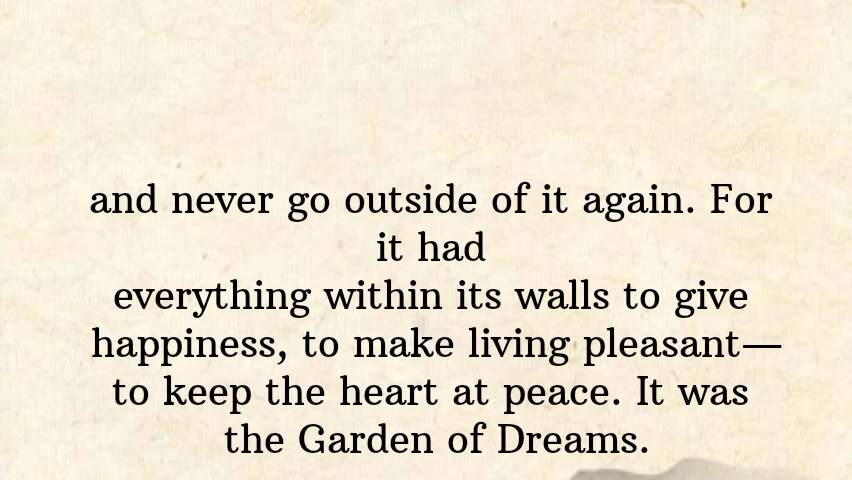 and never go outside of it again. For
it had
everything within its walls to give
happiness, to make living pleasant—
to keep the heart at peace. It was
the Garden of Dreams.